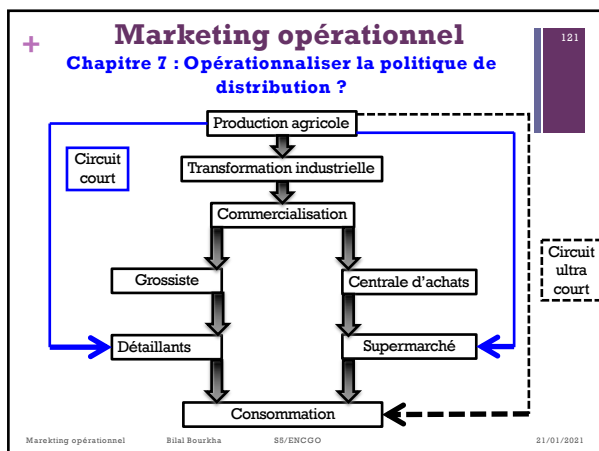 +
Marketing opérationnel
121
Chapitre 7 : Opérationnaliser la politique de
distribution ?
Production agricole
Circuit
court
Transformation industrielle
Commercialisation
Circuit
ultra
court
Grossiste
Centrale d'achats
Détaillants
Supermarché
Consommation
Marekting opérationnel
Bilal Bourkha
S5/ENCGO
21/01/2021